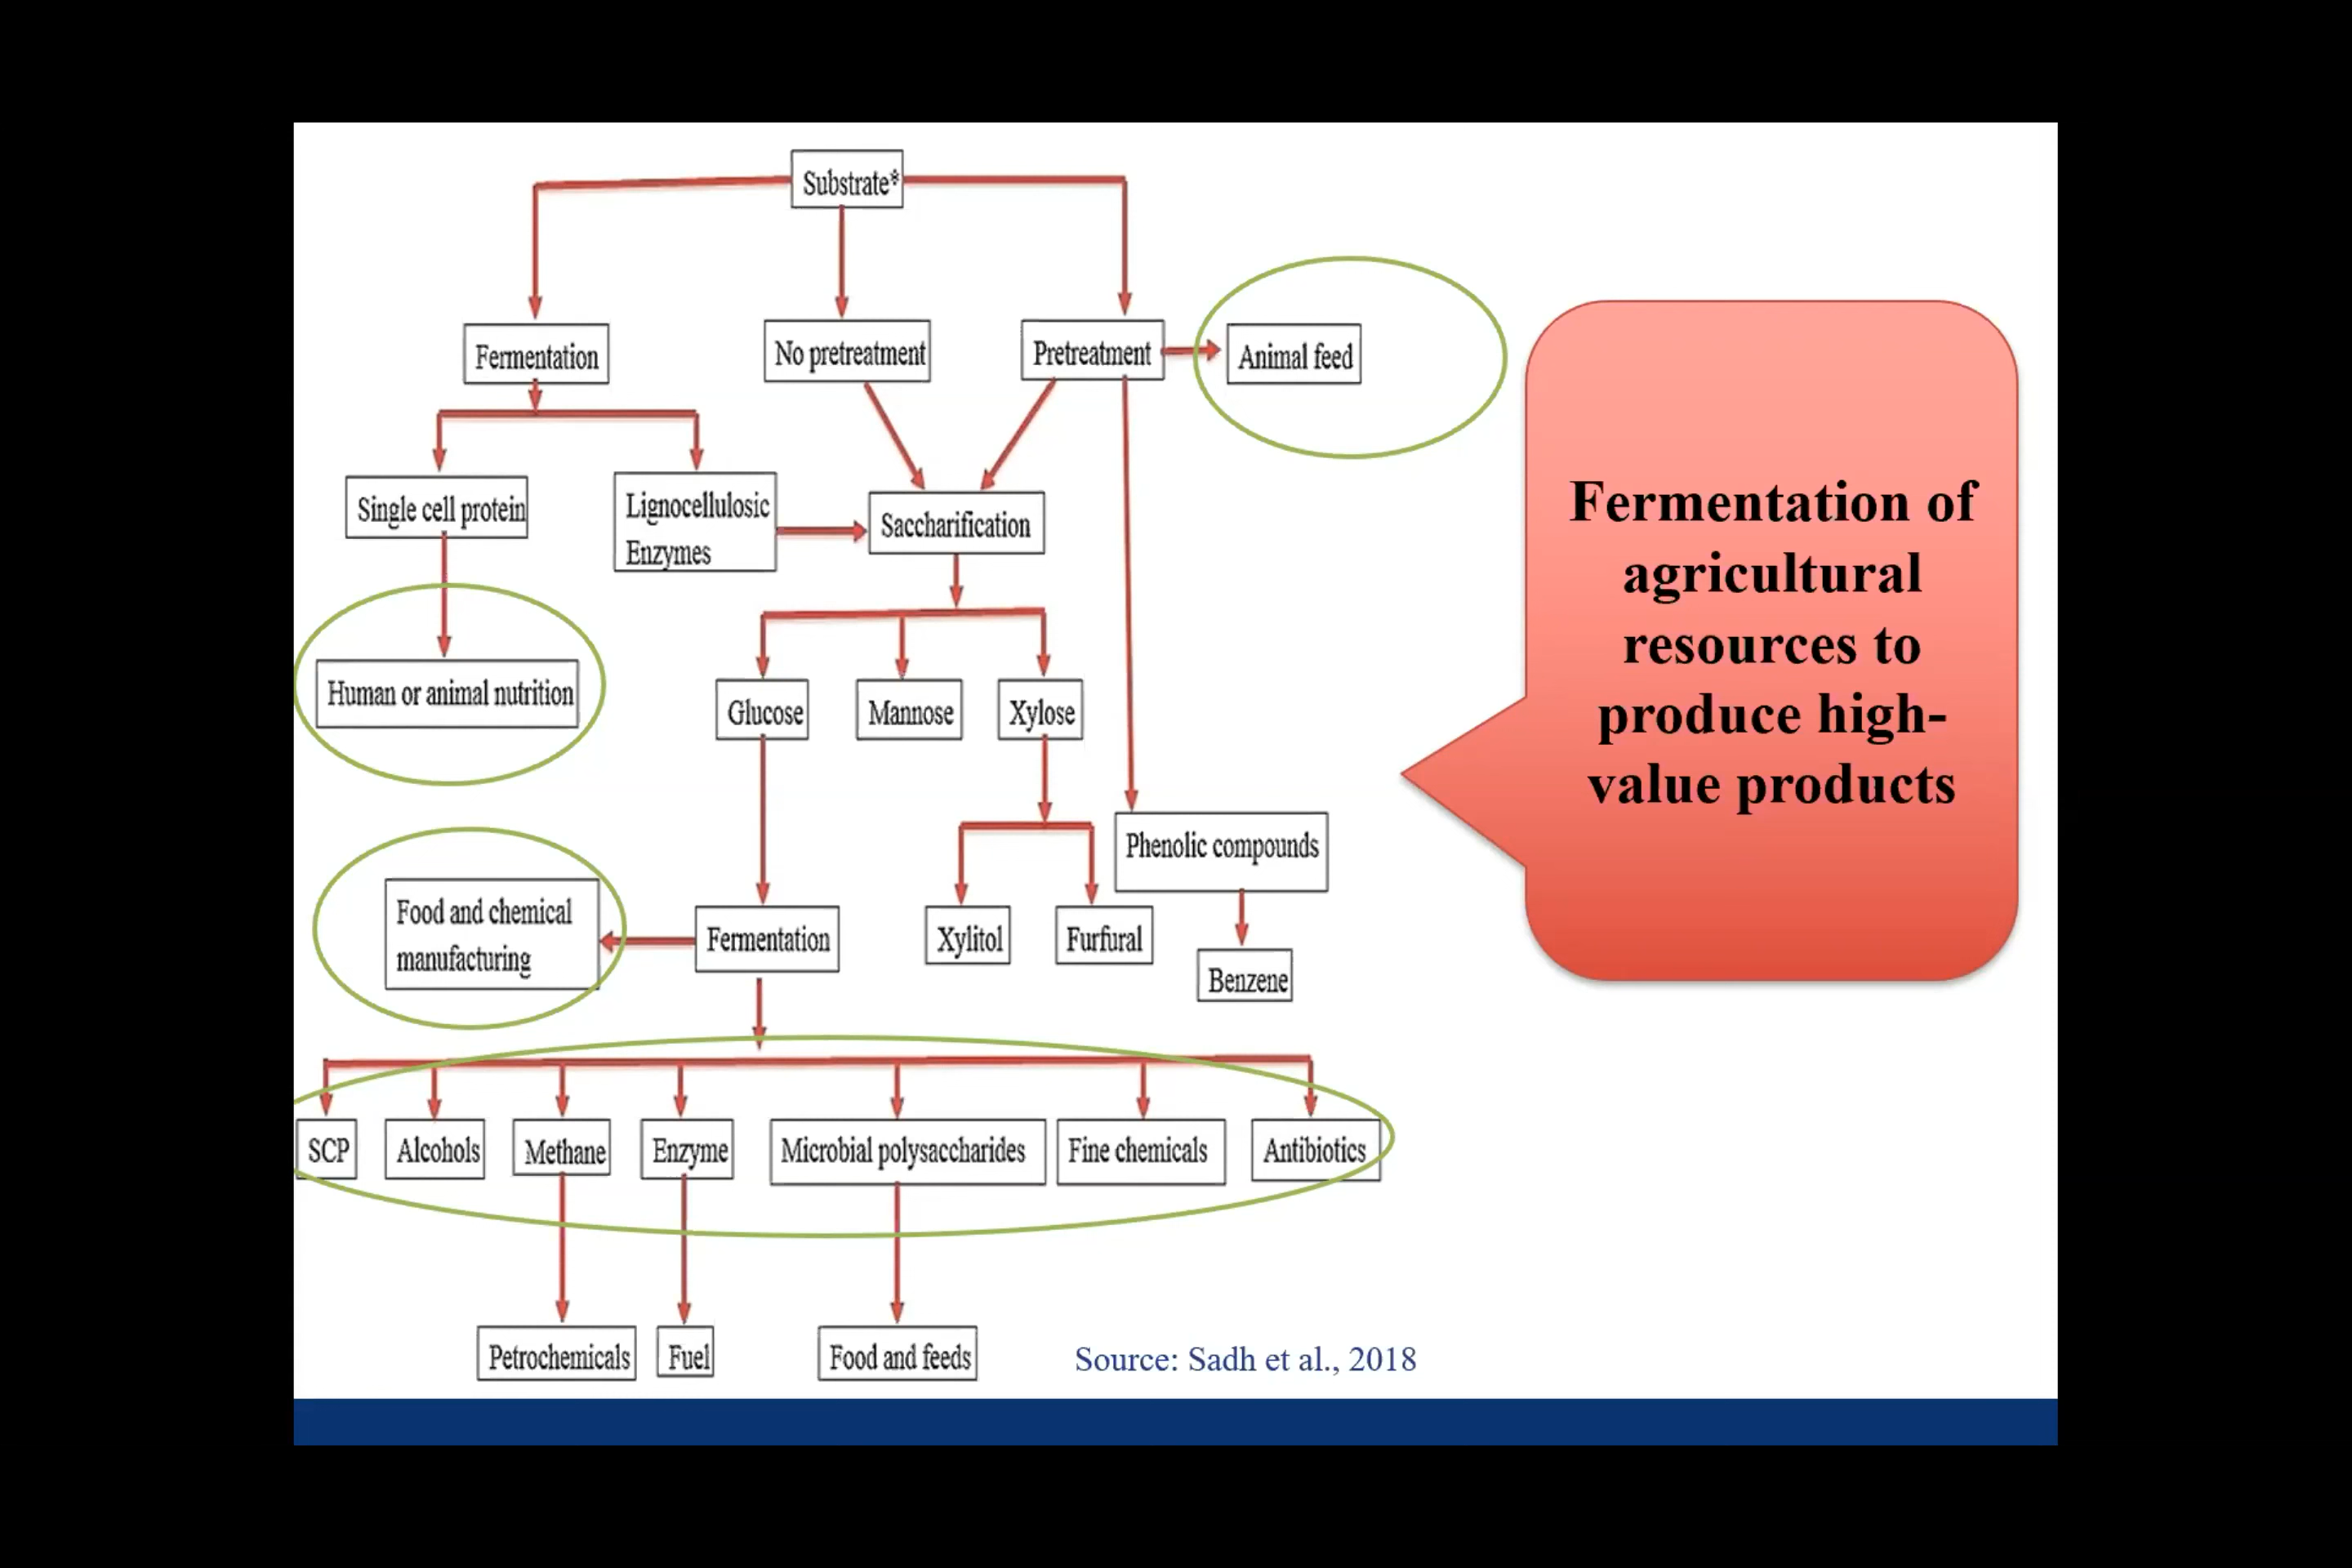 Substrate*
Fermentation
No pretreatment
Pretreatment
Animal feed
Single cell protein
Lignocellulosic
Enzymes
Saccharification
Human or animal nutrition
Glucose
Mannose
Xylose
Phenolic compounds
Food and chemical
manufacturing
Fermentation
Xylitol
Furfural
Benzene
SCP
Alcohols
Methane
Enzyme
Microbial polysaccharides
Fine chemicals
Antibiotics
Petrochemicals
Fuel
Food and feeds
Source: Sadh et al., 2018
Fermentation of
agricultural
resources to
produce high-
value products